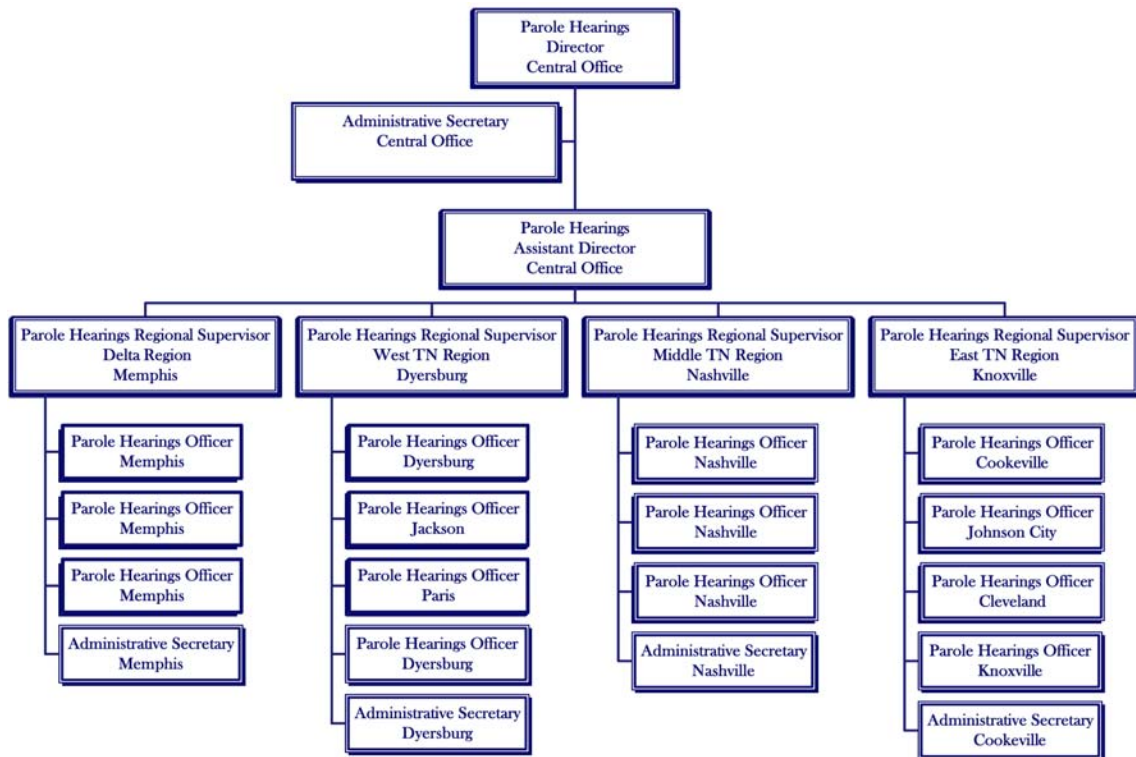 Parole Hearings
Director
Central Office
Administrative Secretary
Central Office
Parole Hearings
Assistant Director
Central Office
Parole Hearings Regional Supervisor
Delta Region
Memphis
Parole Hearings Officer
Memphis
Parole Hearings Officer
Memphis
Parole Hearings Officer
Memphis
Administrative Secretary
Memphis
Parole Hearings Regional Supervisor
West TN Region
Dyersburg
Parole Hearings Officer
Dyersburg
Parole Hearings Officer
Jackson
Parole Hearings Officer
Paris
Parole Hearings Officer
Dyersburg
Administrative Secretary
Dyersburg
Parole Hearings Regional Supervisor
Middle TN Region
Nashville
Parole Hearings Officer
Nashville
Parole Hearings Officer
Nashville
Parole Hearings Officer
Nashville
Administrative Secretary
Nashville
Parole Hearings Regional Supervisor
East TN Region
Knoxville
Parole Hearings Officer
Cookeville
Parole Hearings Officer
Johnson City
Parole Hearings Officer
Cleveland
Parole Hearings Officer
Knoxville
Administrative Secretary
Cookeville